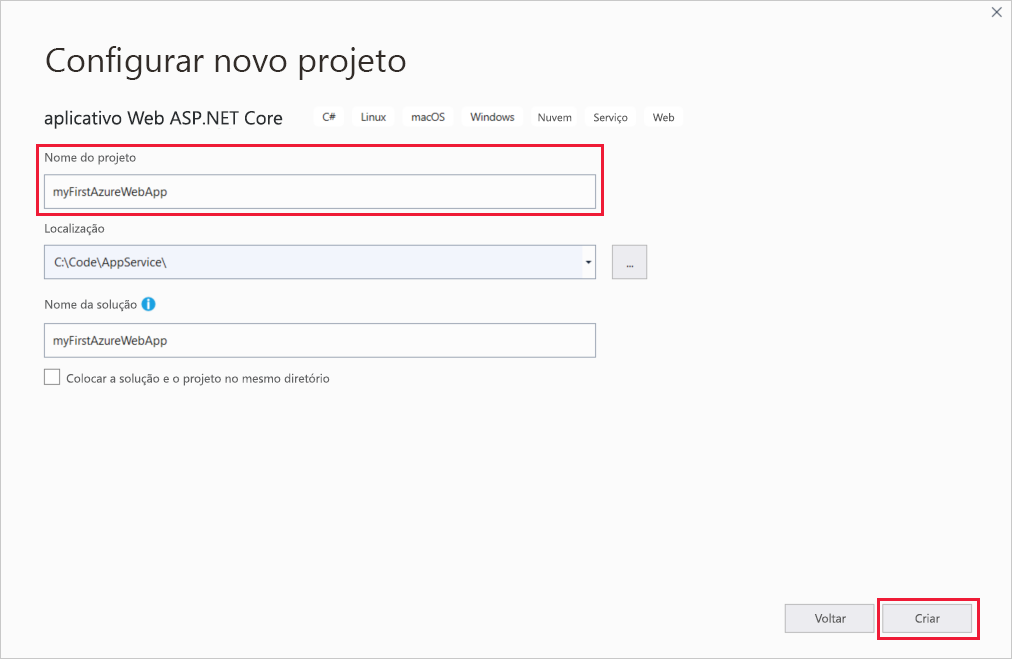 Configurar novo projeto
aplicativo Web ASP.NET Core C# Linux macOS Windows Nuvem Serviço Web
Nome do projeto
myFirstAzureWebApp
Localização
C:\Code\AppService\
...
Nome da solução
myFirstAzureWebApp
Colocar a solução e o projeto no mesmo diretório
Voltar Criar